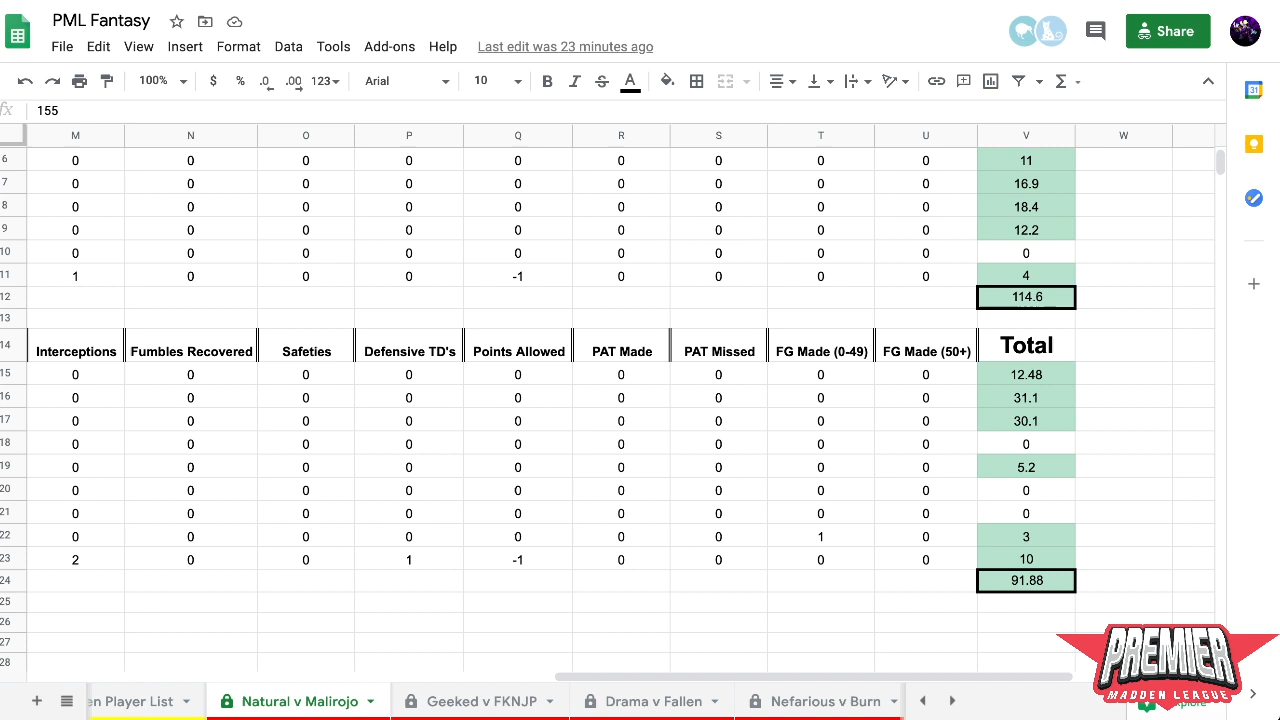 PML Fantasy
File Edit View Insert Format Data Tools Add-ons Help Last edit was 23 minutes ago
Share
100% $ % .0 .00 123 Arial 10 B I S A
31
fx 155
M N O P Q R S T U V W
6 0 0 0 0 0 0 0 0 0 11
7 0 0 0 0 0 0 0 0 0 16.9
8 0 0 0 0 0 0 0 0 0 18.4
9 0 0 0 0 0 0 0 0 0 12.2
10 0 0 0 0 0 0 0 0 0 0
11 1 0 0 0 -1 0 0 0 0 4
12 114.6
13
14 Interceptions Fumbles Recovered Safeties Defensive TD's Points Allowed PAT Made PAT Missed FG Made (0-49) FG Made (50+) Total
15 0 0 0 0 0 0 0 0 0 12.48
16 0 0 0 0 0 0 0 0 0 31.1
17 0 0 0 0 0 0 0 0 0 30.1
18 0 0 0 0 0 0 0 0 0 0
19 0 0 0 0 0 0 0 0 0 5.2
20 0 0 0 0 0 0 0 0 0 0
21 0 0 0 0 0 0 0 0 0 0
22 0 0 0 0 0 0 0 1 0 3
23 2 0 0 1 -1 0 0 0 0 10
24 91.88
25
26
27
28
PREMIER
MADDEN LEAGUE
en Player List Natural v Malirojo Geeked v FKNJP Drama v Fallen Nefarious v Burn